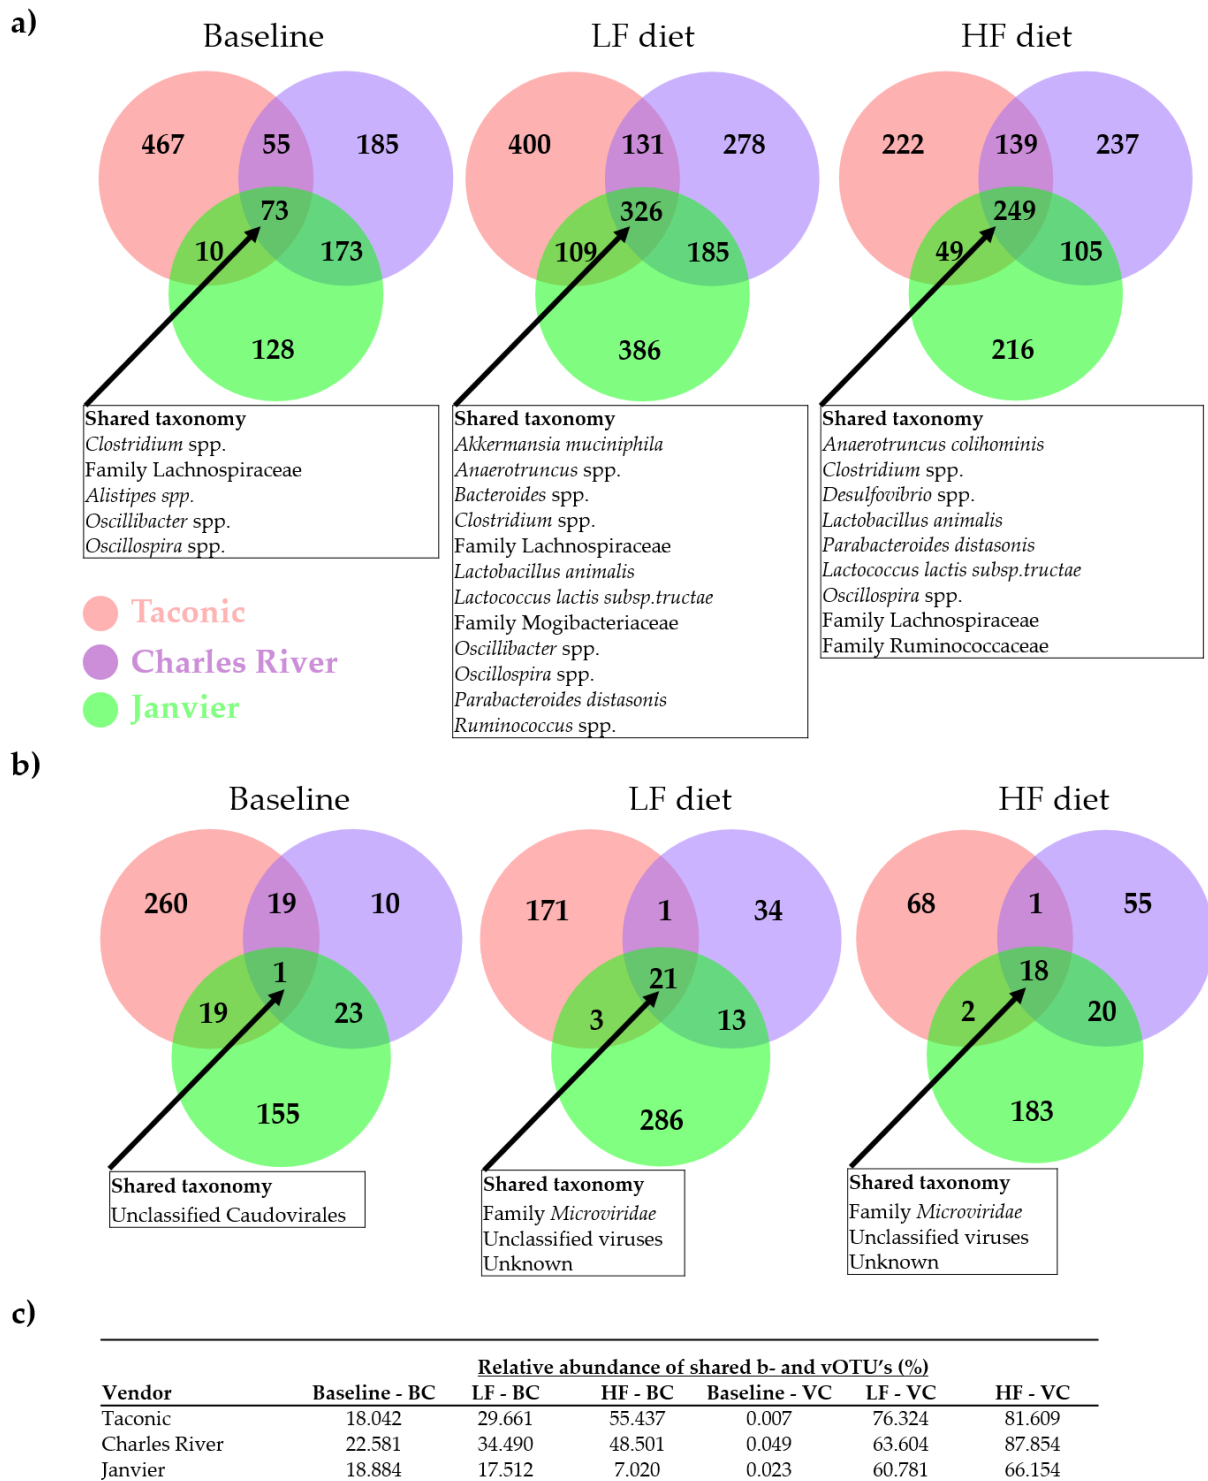 a)
Baseline
LF diet
HF diet
467 55 185
73
10 173
128
400 131 278
326
109 185
386
222 139 237
249
49 105
216
Shared taxonomy
Clostridium spp.
Family Lachnospiraceae
Alistipes spp.
Oscillibacter spp.
Oscillospira spp.
Shared taxonomy
Akkermansia muciniphila
Anaerotruncus spp.
Bacteroides spp.
Clostridium spp.
Family Lachnospiraceae
Lactobacillus animalis
Lactococcus lactis subsp.tructae
Family Mogibacteriaceae
Oscillibacter spp.
Oscillospira spp.
Parabacteroides distasonis
Ruminococcus spp.
Shared taxonomy
Anaerotruncus colihominis
Clostridium spp.
Desulfovibrio spp.
Lactobacillus animalis
Parabacteroides distasonis
Lactococcus lactis subsp.tructae
Oscillospira spp.
Family Lachnospiraceae
Family Ruminococcaceae
Taconic
Charles River
Janvier
b)
Baseline
LF diet
HF diet
260 19 10
1
19 23
155
171 1 34
21
3 13
286
68 1 55
18
2 20
183
Shared taxonomy
Unclassified Caudovirales
Shared taxonomy
Family Microviridae
Unclassified viruses
Unknown
Shared taxonomy
Family Microviridae
Unclassified viruses
Unknown
c)
Relative abundance of shared b- and vOTU's (%)
Vendor Baseline - BC LF - BC HF - BC Baseline - VC LF - VC HF - VC
Taconic 18.042 29.661 55.437 0.007 76.324 81.609
Charles River 22.581 34.490 48.501 0.049 63.604 87.854
Janvier 18.884 17.512 7.020 0.023 60.781 66.154